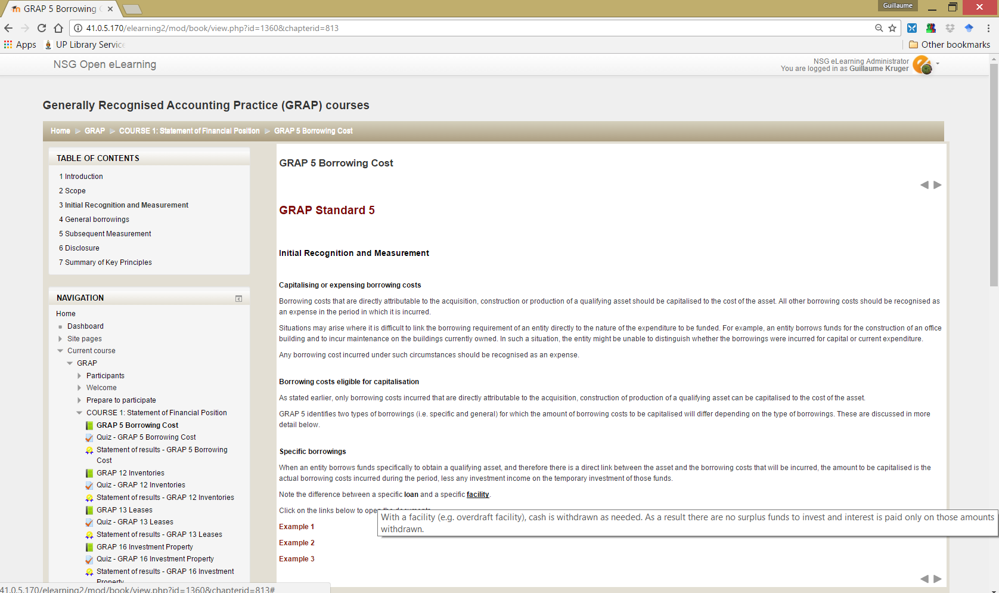 GRAP 5 Borrowing C
Guillaume
41.0.5.170/elearning2/mod/book/view.php?id=1360&chapterid=813
Apps
UP Library Service
Other bookmarks
NSG Open eLearning
NSG eLearning Administrator
You are logged in as Guillaume Kruger
Generally Recognised Accounting Practice (GRAP) courses
Home GRAP COURSE 1: Statement of Financial Position GRAP 5 Borrowing Cost
TABLE OF CONTENTS
1 Introduction
2 Scope
3 Initial Recognition and Measurement
4 General borrowings
5 Subsequent Measurement
6 Disclosure
7 Summary of Key Principles
NAVIGATION
Home
Dashboard
Site pages
Current course
GRAP
Participants
Welcome
Prepare to participate
COURSE 1: Statement of Financial Position
GRAP 5 Borrowing Cost
Quiz - GRAP 5 Borrowing Cost
Statement of results - GRAP 5 Borrowing
Cost
GRAP 12 Inventories
Quiz - GRAP 12 Inventories
Statement of results - GRAP 12 Inventories
GRAP 13 Leases
Quiz - GRAP 13 Leases
Statement of results - GRAP 13 Leases
GRAP 16 Investment Property
Quiz - GRAP 16 Investment Property
Statement of results - GRAP 16 Investment
Property
GRAP 5 Borrowing Cost
GRAP Standard 5
Initial Recognition and Measurement
Capitalising or expensing borrowing costs
Borrowing costs that are directly attributable to the acquisition, construction or production of a qualifying asset should be capitalised to the cost of the asset. All other borrowing costs should be recognised as
an expense in the period in which it is incurred.
Situations may arise where it is difficult to link the borrowing requirement of an entity directly to the nature of the expenditure to be funded. For example, an entity borrows funds for the construction of an office
building and to incur maintenance on the buildings currently owned. In such a situation, the entity might be unable to distinguish whether the borrowings were incurred for capital or current expenditure.
Any borrowing cost incurred under such circumstances should be recognised as an expense.
Borrowing costs eligible for capitalisation
As stated earlier, only borrowing costs incurred that are directly attributable to the acquisition, construction of production of a qualifying asset can be capitalised to the cost of the asset.
GRAP 5 identifies two types of borrowings (i.e. specific and general) for which the amount of borrowing costs to be capitalised will differ depending on the type of borrowings. These are discussed in more
detail below.
Specific borrowings
When an entity borrows funds specifically to obtain a qualifying asset, and therefore there is a direct link between the asset and the borrowing costs that will be incurred, the amount to be capitalised is the
actual borrowing costs incurred during the period, less any investment income on the temporary investment of those funds.
Note the difference between a specific loan and a specific facility.
Click on the links below to open the documents
With a facility (e.g. overdraft facility), cash is withdrawn as needed. As a result there are no surplus funds to invest and interest is paid only on those amounts
withdrawn.
Example 1
Example 2
Example 3
41.0.5.170/elearning2/mod/book/view.php?id=1360&chapterid=813#